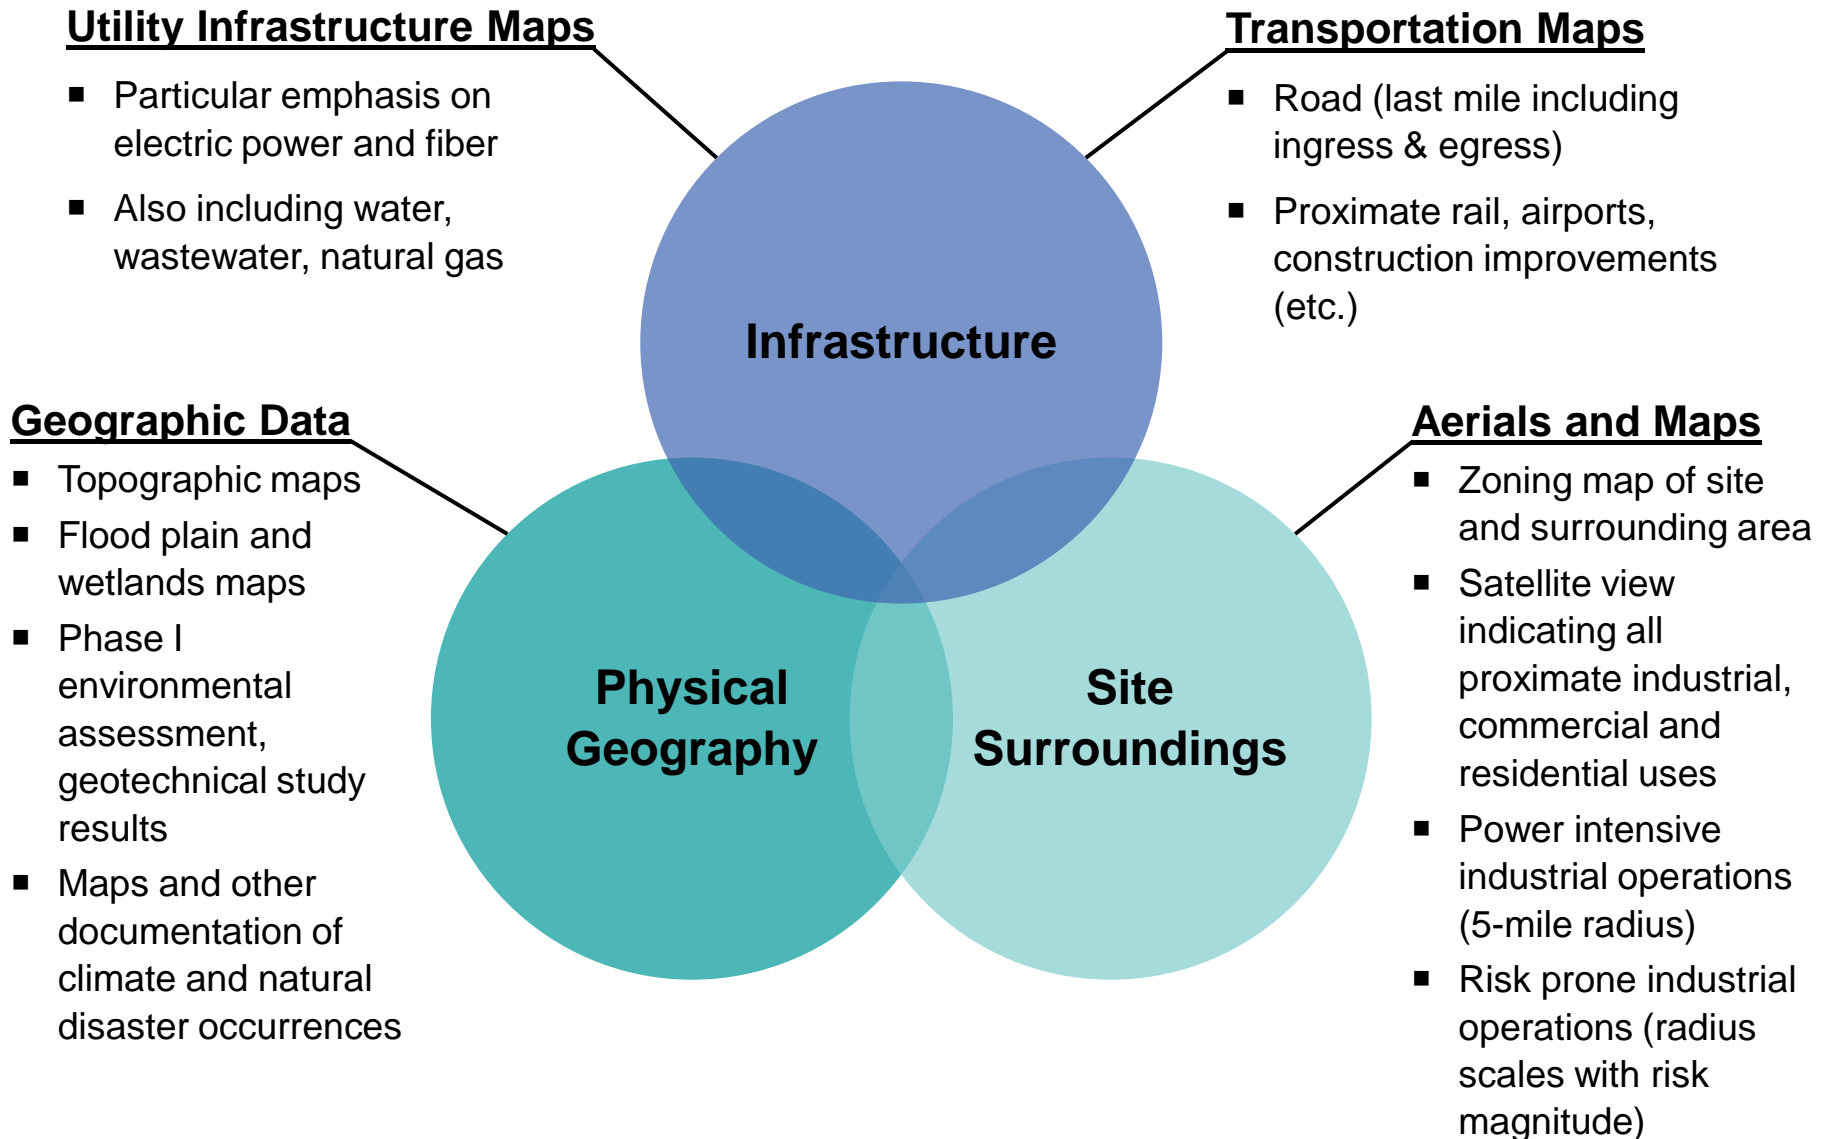 Utility Infrastructure Maps
■ Particular emphasis on
electric power and fiber
■ Also including water,
wastewater, natural gas
Transportation Maps
■ Road (last mile including
ingress & egress)
■ Proximate rail, airports,
construction improvements
(etc.)
Infrastructure
Geographic Data
■ Topographic maps
■ Flood plain and
wetlands maps
■ Phase I
environmental
assessment,
geotechnical study
results
■ Maps and other
documentation of
climate and natural
disaster occurrences
Physical
Geography
Site
Surroundings
Aerials and Maps
■ Zoning map of site
and surrounding area
■ Satellite view
indicating all
proximate industrial,
commercial and
residential uses
■ Power intensive
industrial operations
(5-mile radius)
■ Risk prone industrial
operations (radius
scales with risk
magnitude)